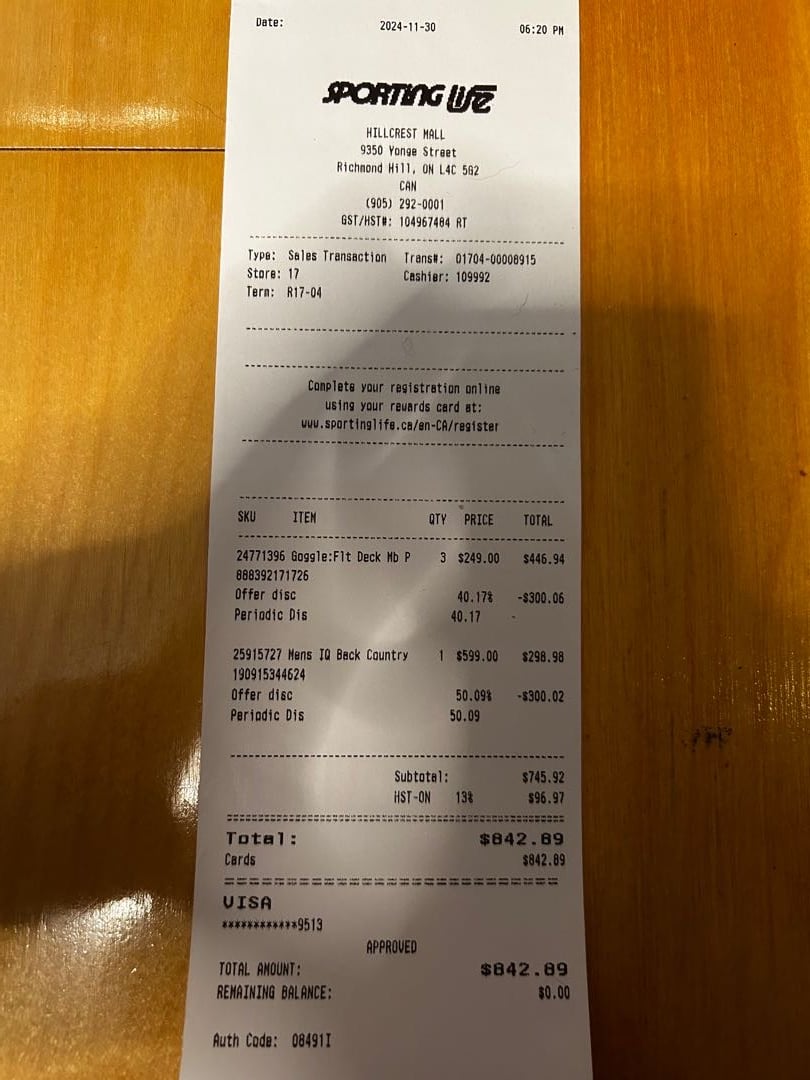 Date: 2024-11-30 06:20 PM
SPORTING LIFE
HILLCREST MALL
9350 Yonge Street
Richmond Hill, ON L4C 5G2
CAN
(905) 292-0001
GST/HST#: 104967484 RT
Type: Sales Transaction Trans#: 01704-00008915
Store: 17 Cashier: 109992
Term: R17-04
Complete your registration online
using your rewards card at:
www.sportinglife.ca/en-CA/register
SKU ITEM QTY PRICE TOTAL
24771396 Goggle:Flt Deck Mb P 3 $249.00 $446.94
888392171726
Offer disc 40.17% -$300.06
Periodic Dis 40.17
25915727 Mens IQ Back Country 1 $599.00 $298.98
190915344624
Offer disc 50.09% -$300.02
Periodic Dis 50.09
Subtotal: $745.92
HST-ON 13% $96.97
Total: $842.89
Cards $842.89
VISA
************9513
APPROVED
TOTAL AMOUNT: $842.89
REMAINING BALANCE: $0.00
Auth Code: 08491I